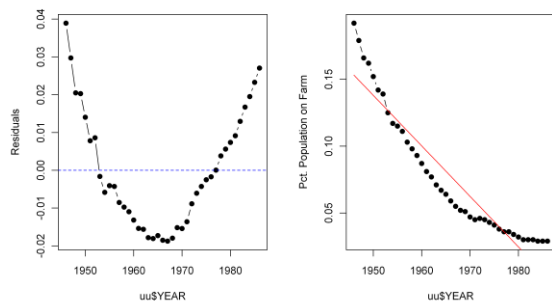 Residuals
0.04
0.03
0.02
0.01
0.00
-0.01
-0.02
1950 1960 1970 1980
uu$YEAR
Pct. Population on Farm
0.15
0.10
0.05
1950 1960 1970 1980
uu$YEAR